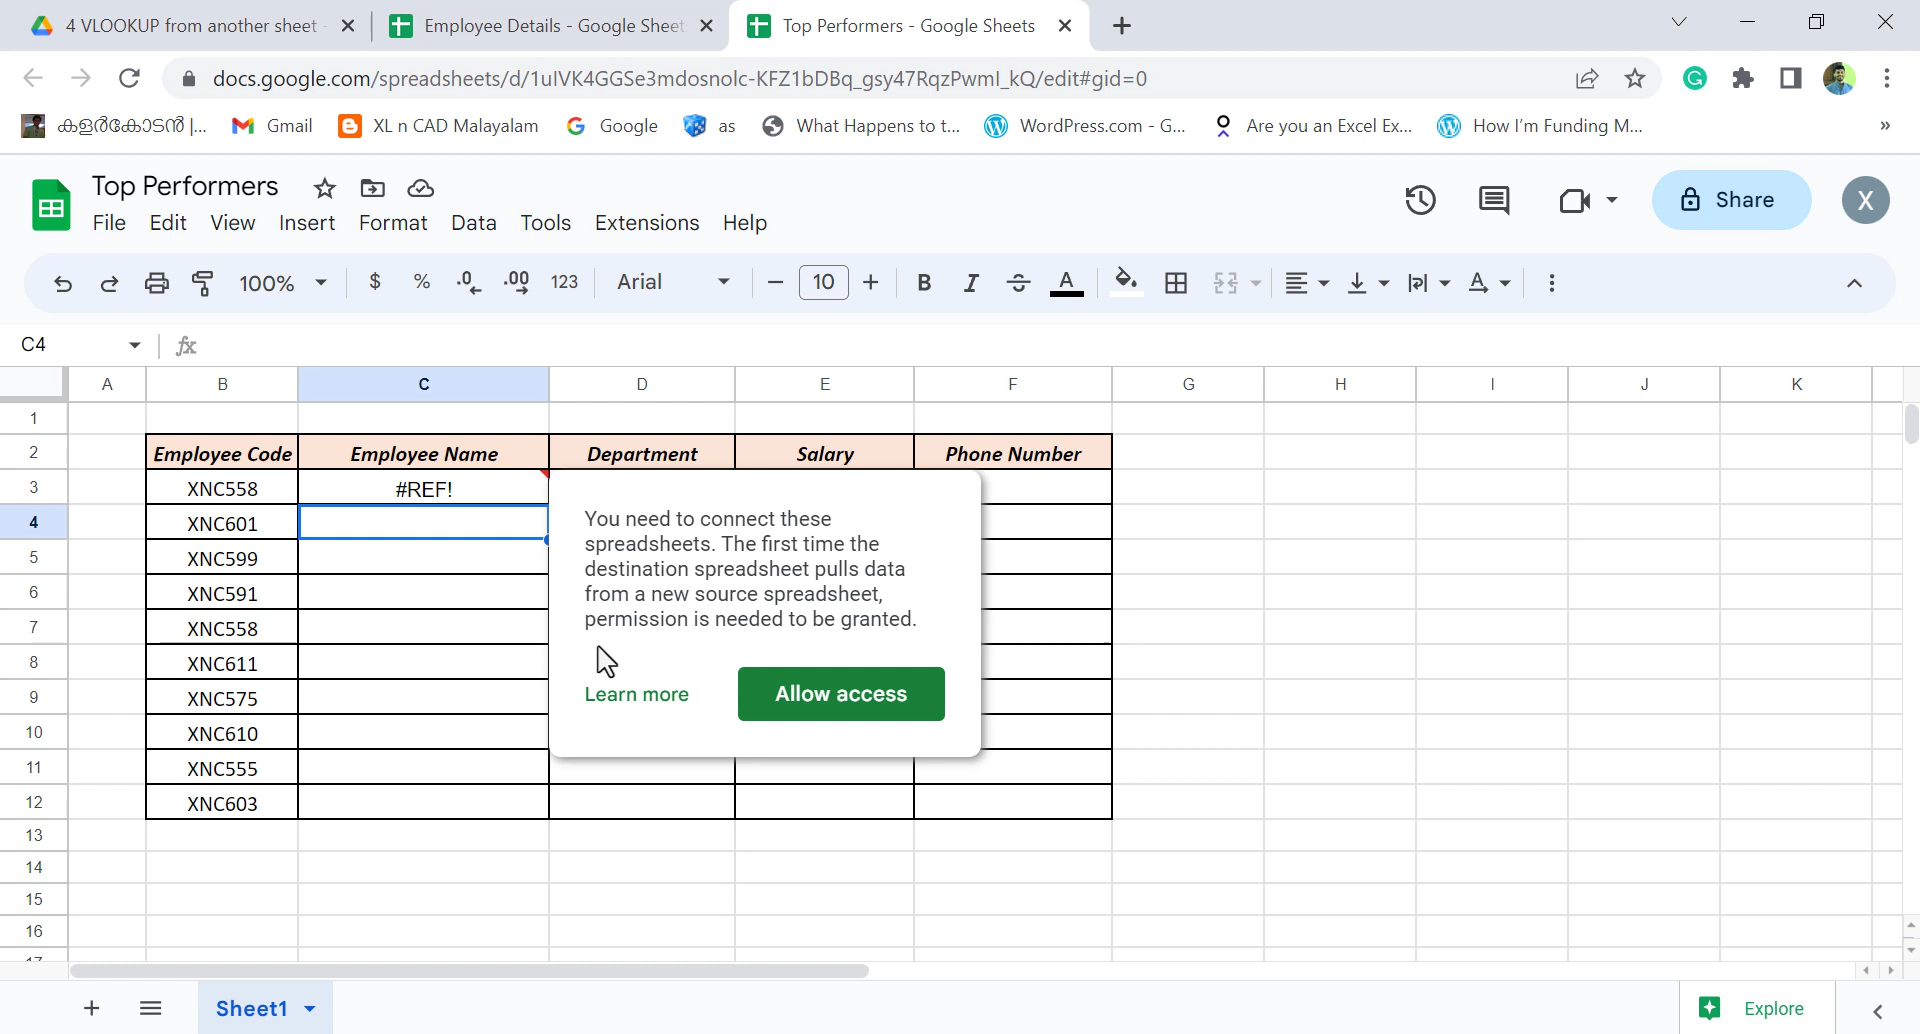 4 VLOOKUP from another sheet -
Employee Details - Google Sheet
Top Performers - Google Sheets
docs.google.com/spreadsheets/d/1ulVK4GGSe3mdosnolc-KFZ1bDBq_gsy47RqzPwml_kQ/edit#gid=0
കളർകോടൻ |...
Gmail
XL n CAD Malayalam
Google
as
What Happens to t...
WordPress.com - G...
Are you an Excel Ex...
How I'm Funding M...
»
Top Performers
Share
X
File Edit View Insert Format Data Tools Extensions Help
100% $ % .0 .00 123 Arial − 10 + B I S A
C4 fx
A B C D E F G H I J K
1
2 Employee Code Employee Name Department Salary Phone Number
3 XNC558 #REF!
4 XNC601
5 XNC599
6 XNC591
7 XNC558
8 XNC611
9 XNC575
10 XNC610
11 XNC555
12 XNC603
13
14
15
16
17
You need to connect these
spreadsheets. The first time the
destination spreadsheet pulls data
from a new source spreadsheet,
permission is needed to be granted.
Learn more
Allow access
Sheet1
Explore